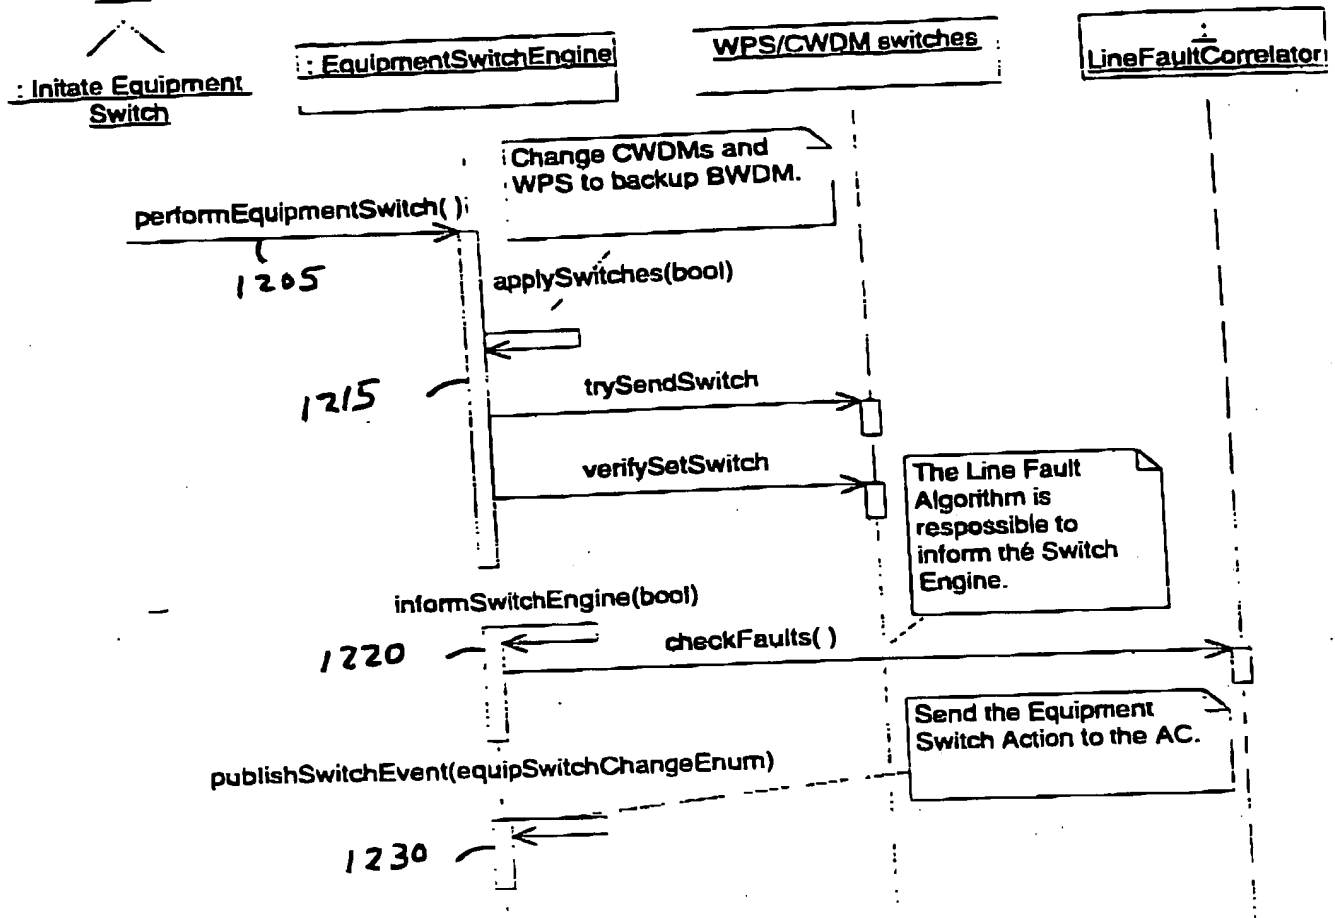 : Initate Equipment
Switch
: EquipmentSwitchEngine
WPS/CWDM switches
:
LineFaultCorrelator
Change CWDMs and
WPS to backup BWDM.
performEquipmentSwitch( )
1205
applySwitches(bool)
1215
trySendSwitch
verifySetSwitch
The Line Fault
Algorithm is
respossible to
inform the Switch
Engine.
informSwitchEngine(bool)
1220
checkFaults( )
Send the Equipment
Switch Action to the AC.
publishSwitchEvent(equipSwitchChangeEnum)
1230